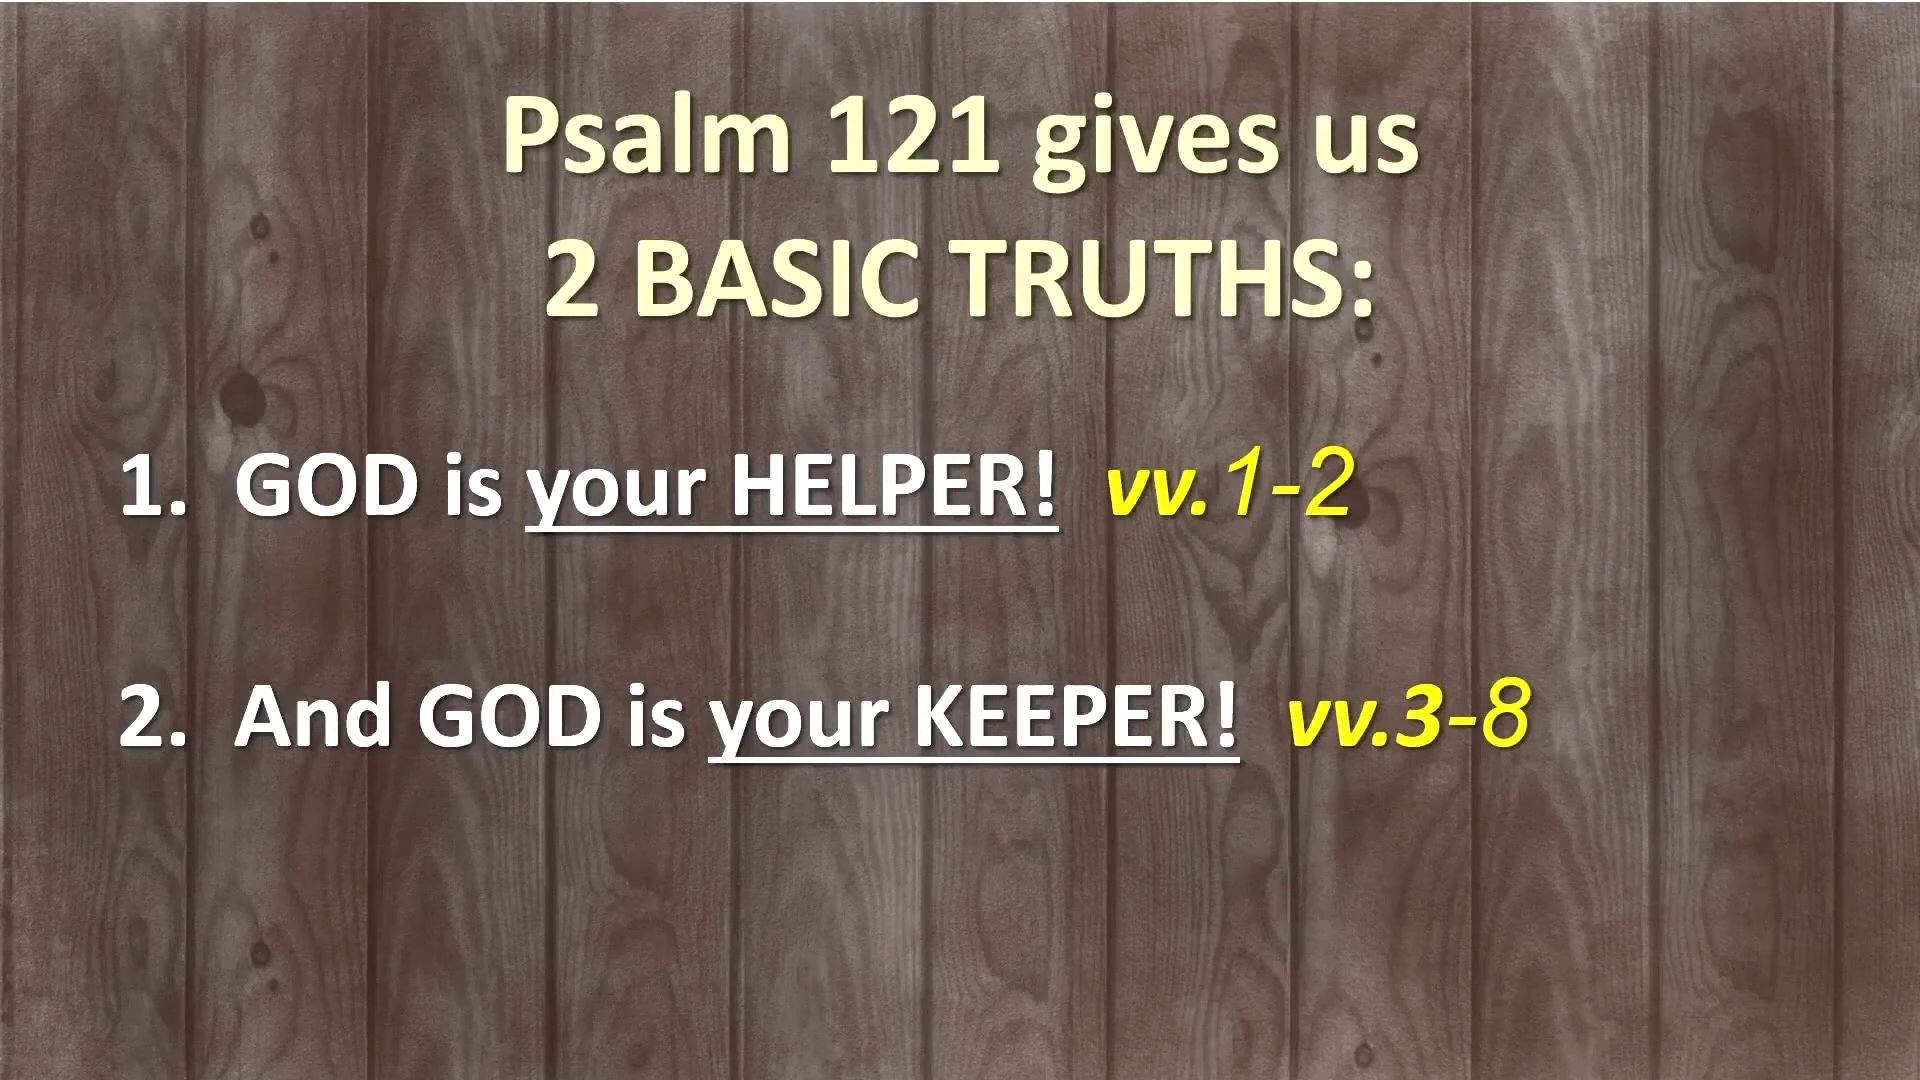 Psalm 121 gives us
2 BASIC TRUTHS:
1. GOD is your HELPER! vv.1-2
2. And GOD is your KEEPER! vv.3-8